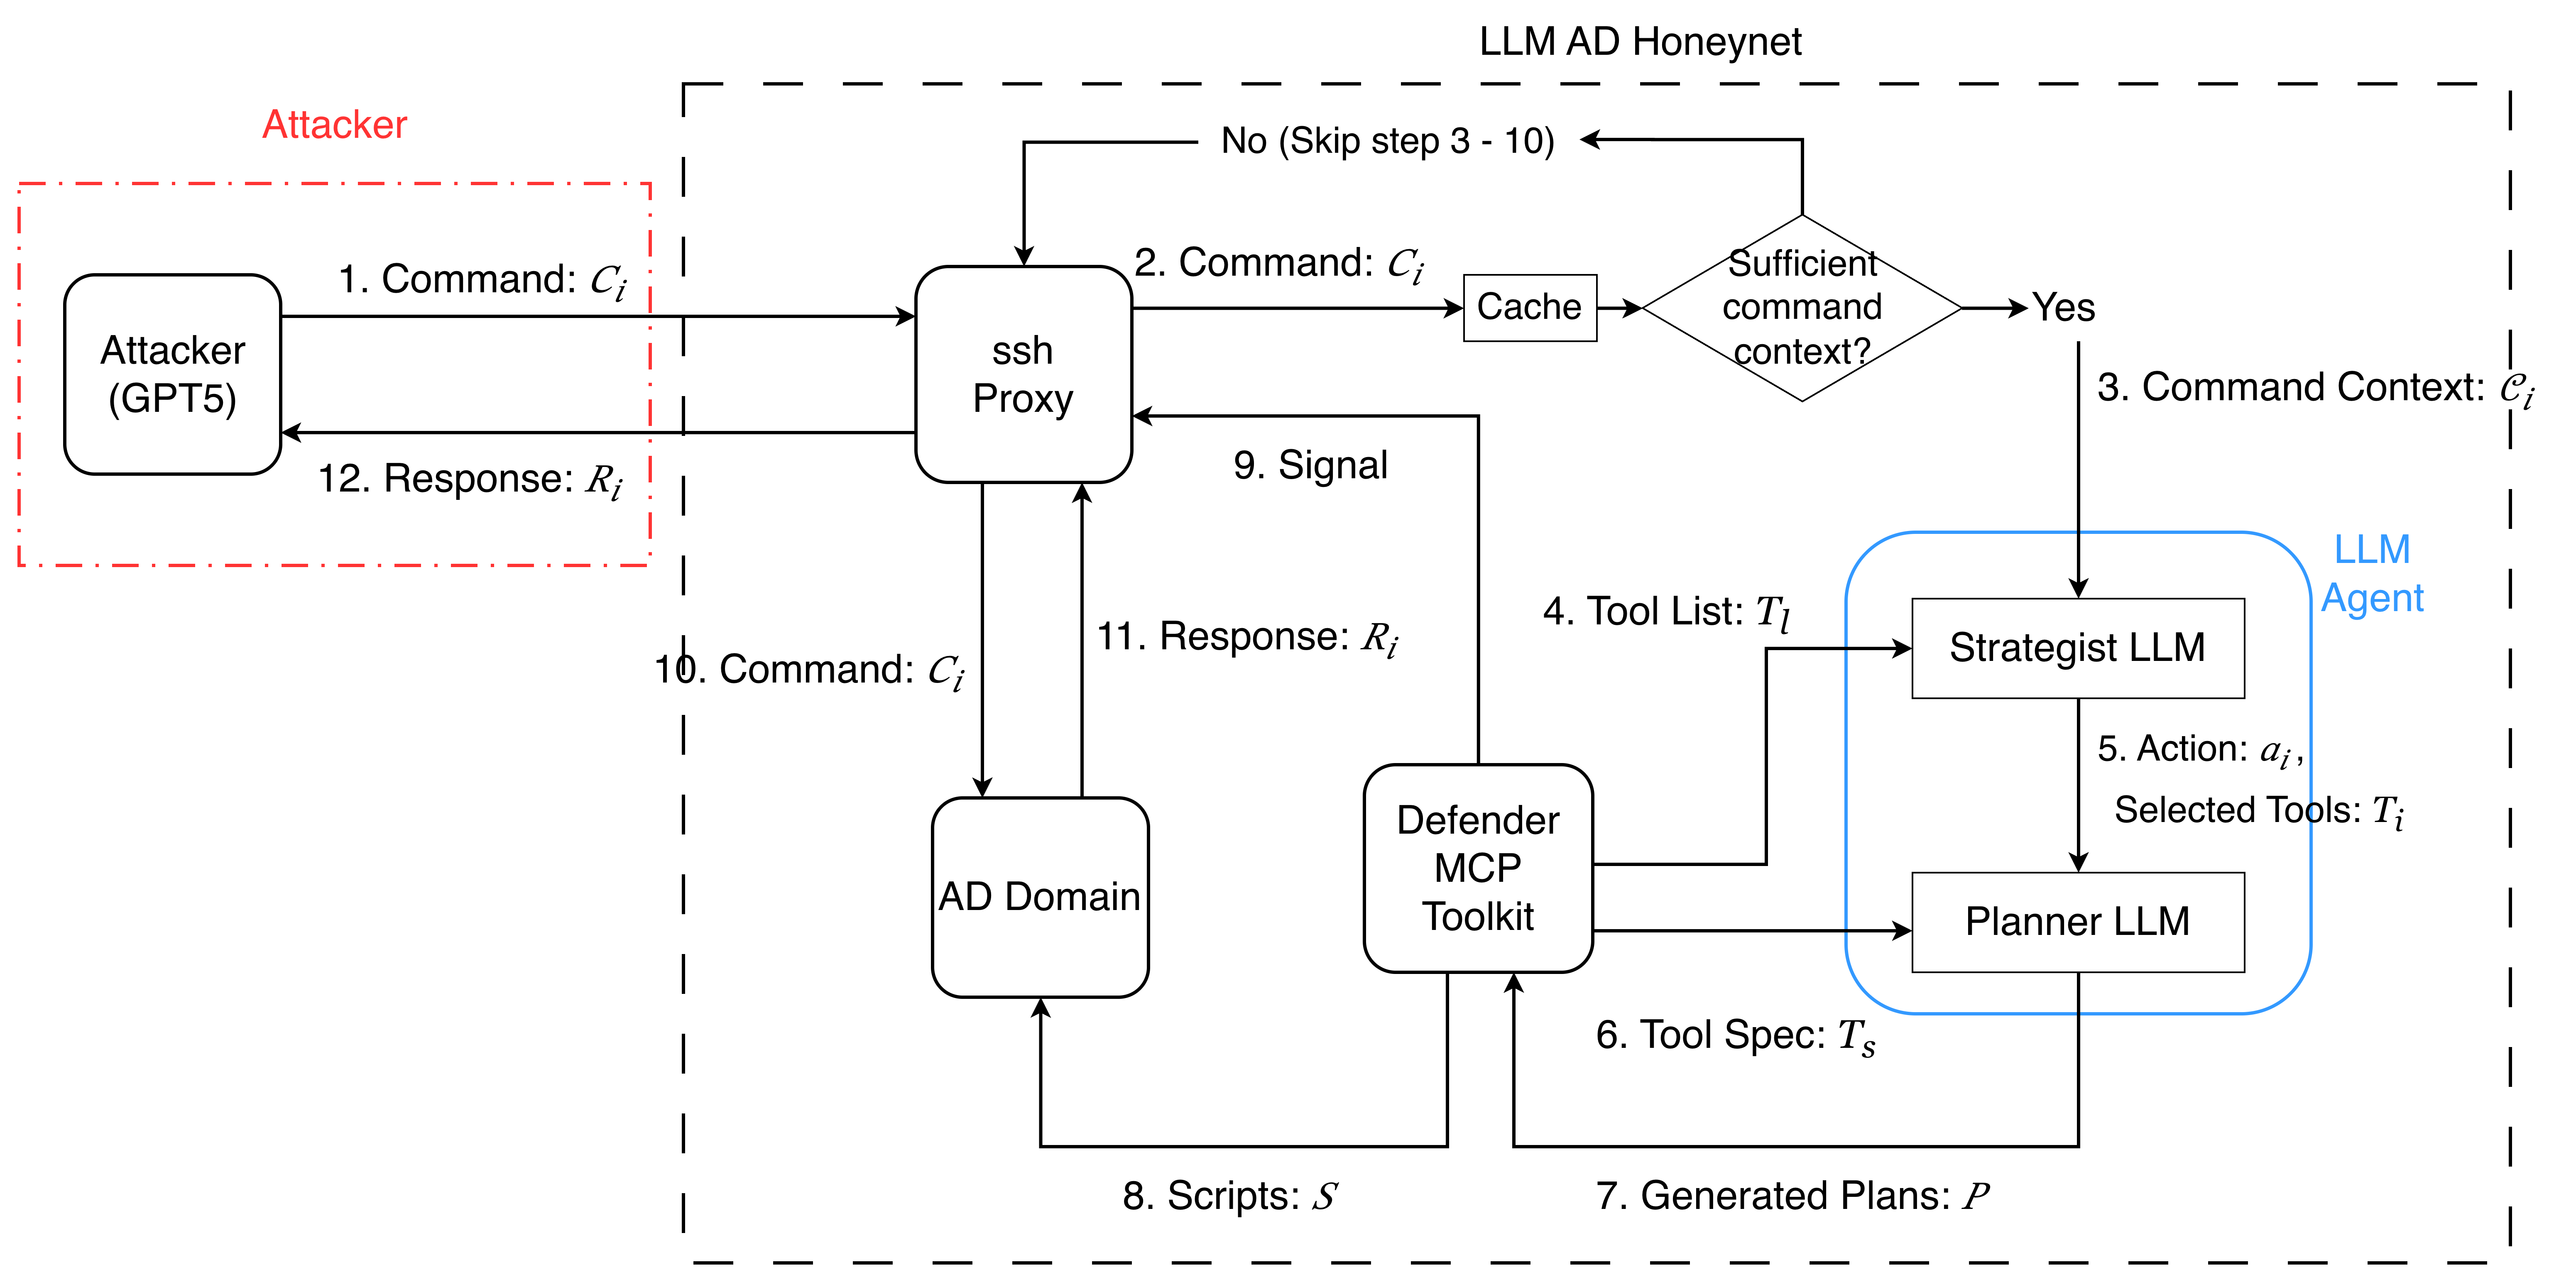 LLM AD Honeynet
Attacker
No (Skip step 3 - 10)
1. Command: Cᵢ
2. Command: Cᵢ
Attacker
(GPT5)
ssh
Proxy
Cache
Sufficient
command
context?
Yes
3. Command Context: 𝒞ᵢ
12. Response: Rᵢ
9. Signal
LLM
Agent
4. Tool List: Tₗ
Strategist LLM
10. Command: Cᵢ
11. Response: Rᵢ
5. Action: aᵢ,
Selected Tools: Tᵢ
AD Domain
Defender
MCP
Toolkit
Planner LLM
6. Tool Spec: Tₛ
8. Scripts: S
7. Generated Plans: P